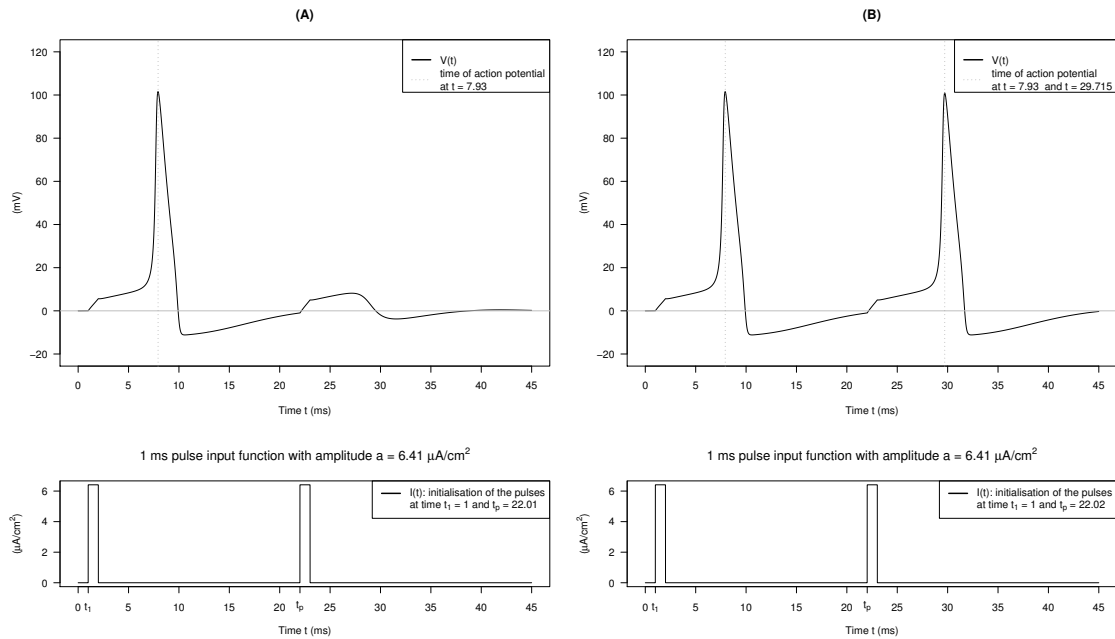 (A)
120
100
80
60
40
20
0
−20
(mV)
V(t)
time of action potential
at t = 7.93
0 5 10 15 20 25 30 35 40 45
Time t (ms)
1 ms pulse input function with amplitude a = 6.41 μA/cm²
6
4
2
0
(μA/cm²)
I(t): initialisation of the pulses
at time t₁ = 1 and tₚ = 22.01
0 t₁ 5 10 15 20 tₚ 25 30 35 40 45
Time t (ms)
(B)
120
100
80
60
40
20
0
−20
(mV)
V(t)
time of action potential
at t = 7.93 and t = 29.715
0 5 10 15 20 25 30 35 40 45
Time t (ms)
1 ms pulse input function with amplitude a = 6.41 μA/cm²
6
4
2
0
(μA/cm²)
I(t): initialisation of the pulses
at time t₁ = 1 and tₚ = 22.02
0 t₁ 5 10 15 20 tₚ 25 30 35 40 45
Time t (ms)